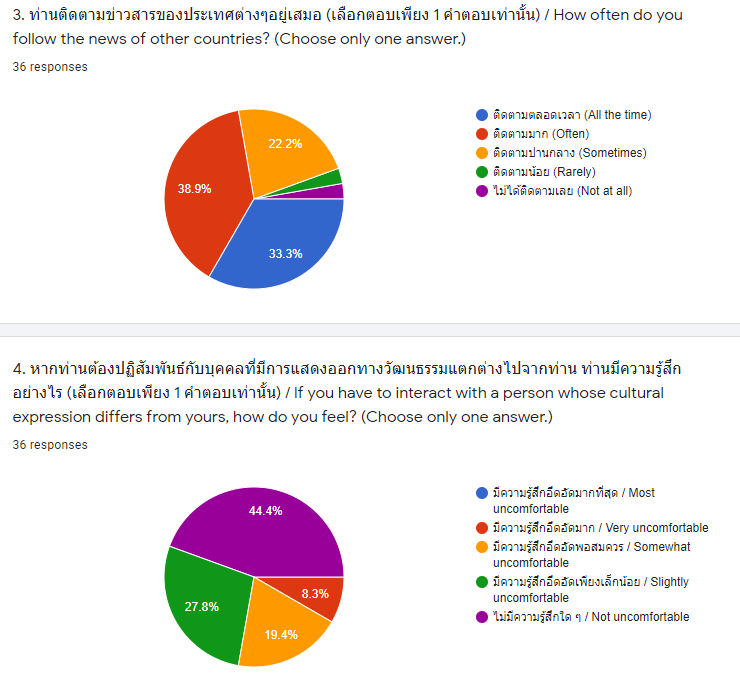 3. ท่านติดตามข่าวสารของประเทศต่างๆอยู่เสมอ (เลือกตอบเพียง 1 คำตอบเท่านั้น) / How often do you
follow the news of other countries? (Choose only one answer.)
36 responses
22.2%
38.9%
33.3%
ติดตามตลอดเวลา (All the time)
ติดตามมาก (Often)
ติดตามปานกลาง (Sometimes)
ติดตามน้อย (Rarely)
ไม่ได้ติดตามเลย (Not at all)
4. หากท่านต้องปฏิสัมพันธ์กับบุคคลที่มีการแสดงออกทางวัฒนธรรมแตกต่างไปจากท่าน ท่านมีความรู้สึก
อย่างไร (เลือกตอบเพียง 1 คำตอบเท่านั้น) / If you have to interact with a person whose cultural
expression differs from yours, how do you feel? (Choose only one answer.)
36 responses
44.4%
8.3%
27.8%
19.4%
มีความรู้สึกอึดอัดมากที่สุด / Most
uncomfortable
มีความรู้สึกอึดอัดมาก / Very uncomfortable
มีความรู้สึกอึดอัดพอสมควร / Somewhat
uncomfortable
มีความรู้สึกอึดอัดเพียงเล็กน้อย / Slightly
uncomfortable
ไม่มีความรู้สึกใด ๆ / Not uncomfortable